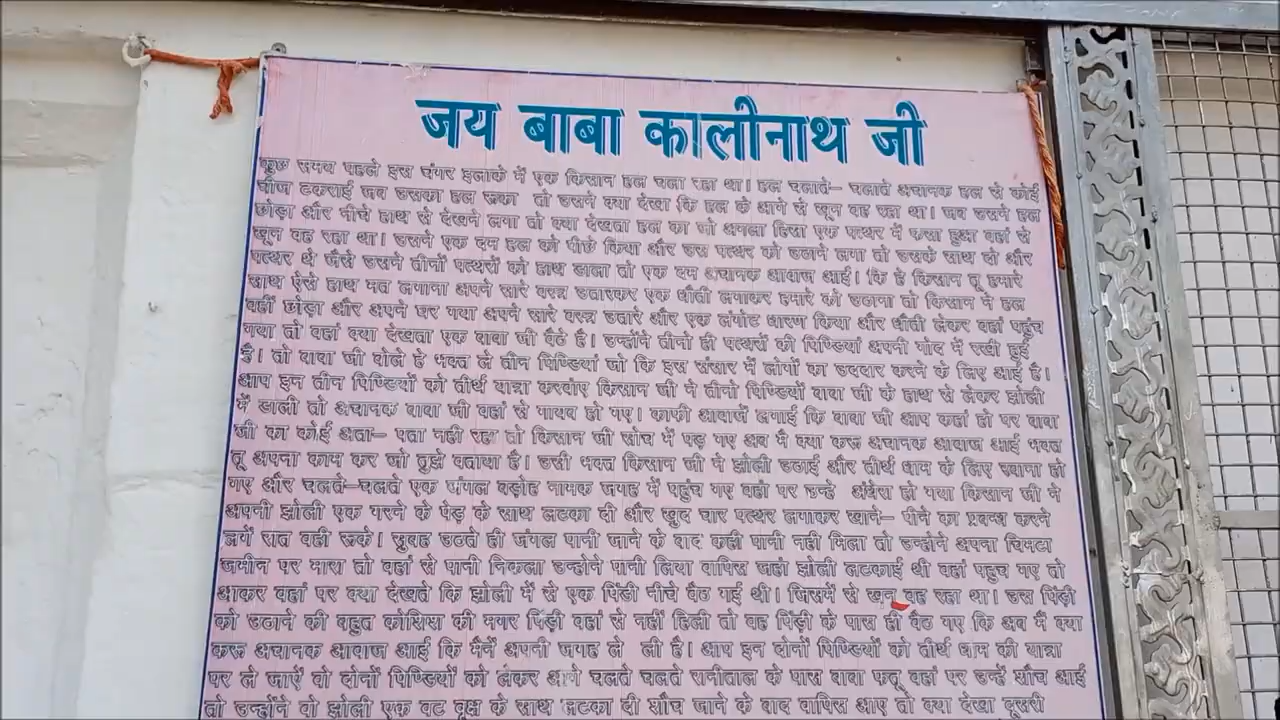 जय बाबा कालीनाथ जी
कुछ समय पहले इस चंगर इलाके में एक किसान हल चला रहा था। हल चलाते– चलाते अचानक हल से कोई
चीज टकराई जब उसका हल रूका तो उसने क्या देखा कि हल के आगे से खून वह रहा था। जब उसने हल
छोड़ा और नीचे हाथ से देखने लगा तो क्या देखता हल का जो अगला हिसा एक पत्थर में फसा हुआ वहां से
खून वह रहा था। उसने एक दम हल को पीछे किया और उस पत्थर को उठाने लगा तो उसके साथ दो और
पत्थर थे जैसे उसने तीनों पत्थरों को हाथ डाला तो एक दम अचानक आवाज आई। कि हे किसान तू हमारे
साथ ऐसे हाथ मत लगाना अपने सारे वस्त्र उतारकर एक धौती लगाकर हमारे को उठाना तो किसान ने हल
वहीं छोड़ा और अपने घर गया अपने सारे वस्त्र उतारे और एक लंगोट धारण किया और धौती लेकर वहां पहुंच
गया तो वहां क्या देखता एक बाबा जी बैठे है। उन्होंने तीनों ही पत्थरों की पिण्डियां अपनी गोद में रखी हुई
है। तो बाबा जी बोले हे भक्त ले तीन पिण्डियां जो कि इस संसार में लोगों का उददार करने के लिए आई है।
आप इन तीन पिण्डियों को तीर्थ यात्रा करवोए किसान जी ने तीनो पिण्डियों बाबा जी के हाथ से लेकर झोली
में डाली तो अचानक बाबा जी वहां से गायव हो गए। काफी आवाजें लगाई कि बाबा जी आप कहां हो पर बाबा
जी का कोई अता– पता नही रहा तो किसान जी सोच में पड़ गए अब मै क्या करू अचानक आवाज आई भक्त
तू अपना काम कर जो तुझे बताया है। उसी भक्त किसान जी ने झोली उठाई और तीर्थ धाम के लिए रवाना हो
गए और चलते–चलते एक जंगल बड़ोह नामक जगह में पहुंच गए वहां पर उन्हे अंधेरा हो गया किसान जी ने
अपनी झोली एक गरने के पेड़ के साथ लटका दी और खुद चार पत्थर लगाकर खाने– पीने का प्रबन्ध करने
लगें रात वही रूके। सुबह उठते ही जंगल पानी जाने के बाद कही पानी नही मिला तो उन्होने अपना चिमटा
जमीन पर मारा तो वहां से पानी निकला उन्होने पानी लिया वापिस जहां झोली लटकाई थी वहां पहुच गए तो
आकर वहां पर क्या देखते कि झोली में से एक पिंडी नीचे बैठ गई थी। जिसमें से खून वह रहा था। उस पिंड़ी
को उठाने की बहुत कोशिश की मगर पिंड़ी वहां से नहीं हिली तो वह पिंड़ी के पास ही बैठ गए कि अब मैं क्या
करू अचानक आवाज आई कि मैनें अपनी जगह ले ली है। आप इन दोनों पिण्डियों को तीर्थ धाम की यात्रा
पर ले जाएँ वो दोनों पिण्डियों को लेकर आगे चलते चलते रानीताल के पास बाबा फतू वहां पर उन्हें शौच आई
तो उन्होंने वो झोली एक वट वृक्ष के साथ लटका दी शौच जाने के बाद वापिस आए तो क्या देखा दूसरी